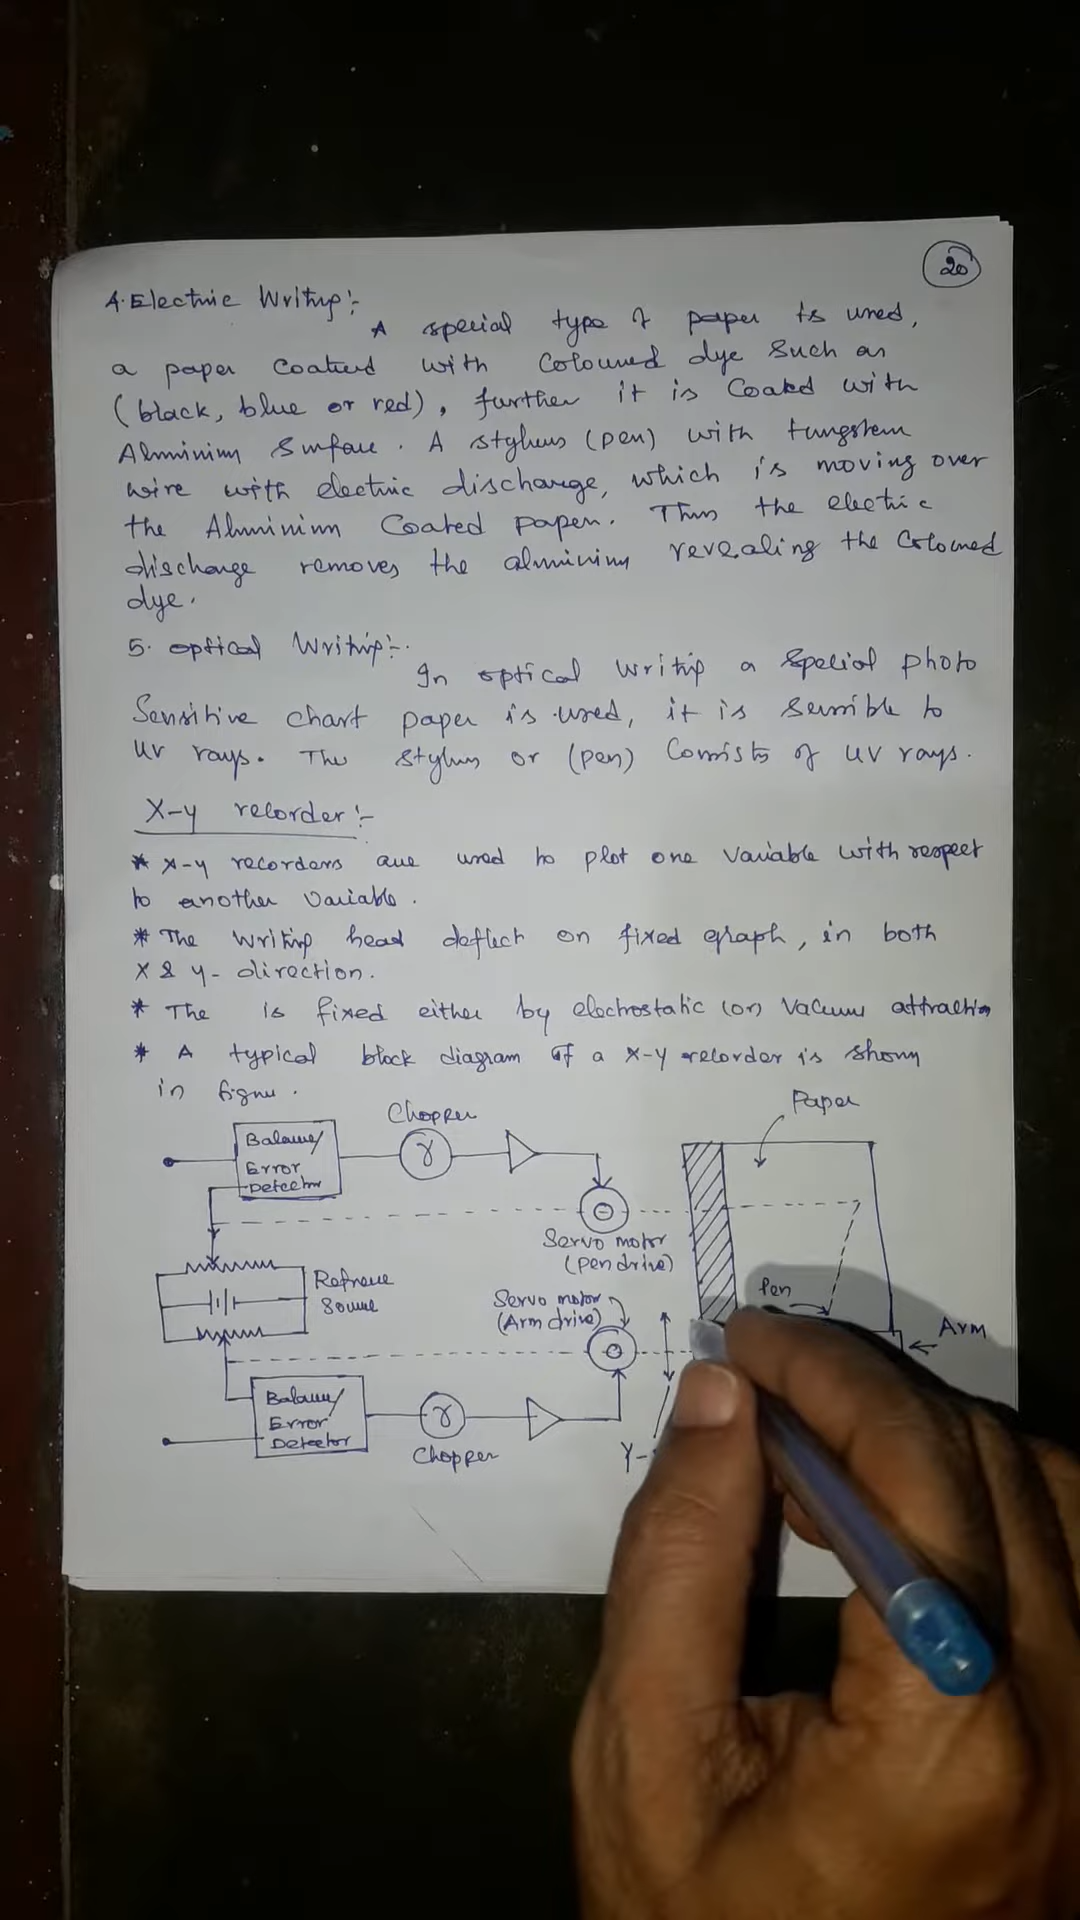 20
4. Electric Writing:-
A special type of paper is used,
a paper coated with Coloured dye Such as
(black, blue or red), further it is Coated with
Aluminium Surface. A stylus (pen) with tungsten
wire with electric discharge, which is moving over
the Aluminium Coated paper. Thus the electric
discharge removes the aluminium revealing the Coloured
dye.
5. optical Writing:-
In optical writing a Special photo
Sensitive chart paper is used, it is sensible to
UV rays. The stylus or (pen) Consists of UV rays.
X-y recorder:-
* x-y recorders are used to plot one Variable with respect
to another Variable.
* The writing head deflect on fixed graph, in both
X & y- direction.
* The is fixed either by electrostatic (or) Vacuum attraction
* A typical block diagram of a x-y recorder is shown
in figure.
Chopper
Paper
Balance/
Error
Detector
γ
Servo motor
(pen drive)
Refrence
Source
Servo motor
(Arm drive)
Pen
Arm
Balance/
Error
Detector
γ
Chopper
Y-